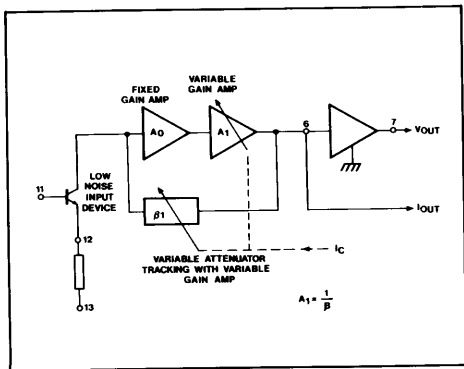 FIXED
GAIN AMP
VARIABLE
GAIN AMP
A0
A1
6
7
VOUT
LOW
NOISE
INPUT
DEVICE
11
β1
IOUT
12
VARIABLE ATTENUATOR
TRACKING WITH VARIABLE
GAIN AMP
IC
13
A1 = 1/β